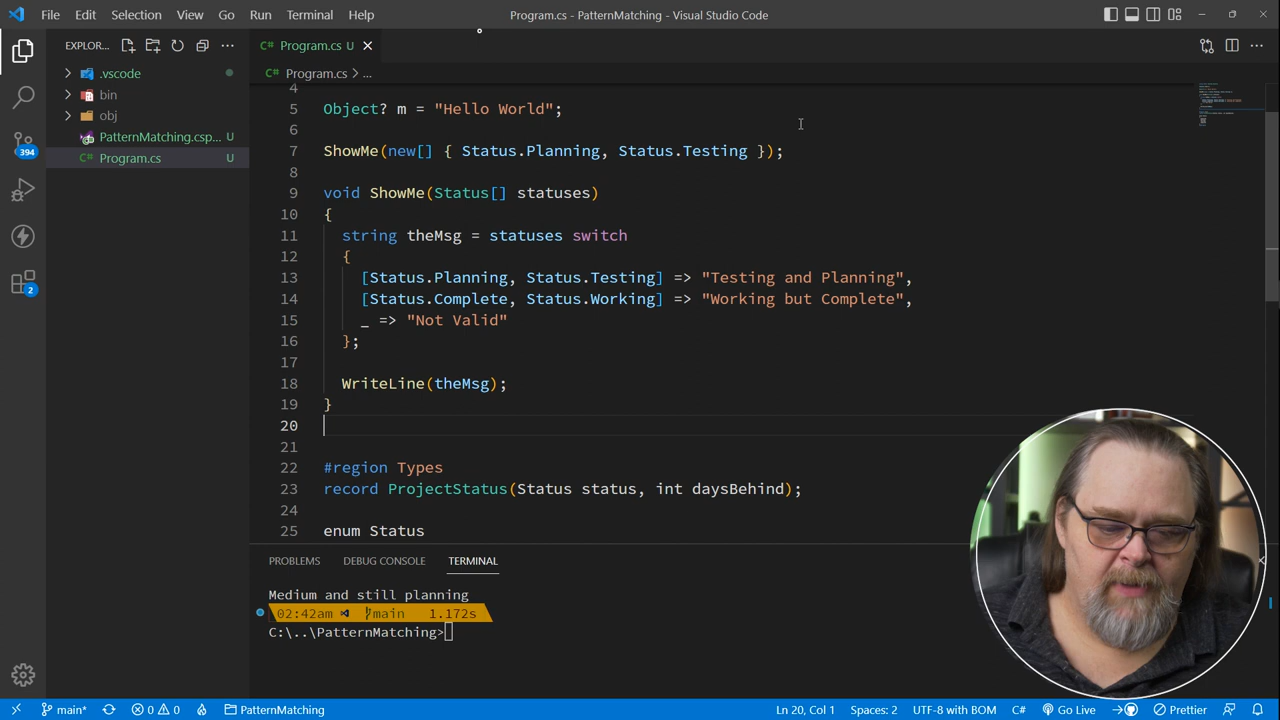 File Edit Selection View Go Run Terminal Help
Program.cs - PatternMatching - Visual Studio Code
EXPLOR...
Program.cs U
.vscode
bin
obj
PatternMatching.csp... U
Program.cs U
Program.cs > ...
4
5 Object? m = "Hello World";
6
7 ShowMe(new[] { Status.Planning, Status.Testing });
8
9 void ShowMe(Status[] statuses)
10 {
11 string theMsg = statuses switch
12 {
13 [Status.Planning, Status.Testing] => "Testing and Planning",
14 [Status.Complete, Status.Working] => "Working but Complete",
15 _ => "Not Valid"
16 };
17
18 WriteLine(theMsg);
19 }
20
21
22 #region Types
23 record ProjectStatus(Status status, int daysBehind);
24
25 enum Status
394
2
PROBLEMS DEBUG CONSOLE TERMINAL
Medium and still planning
02:42am main 1.172s
C:\..\PatternMatching>
main* 0 0 PatternMatching Ln 20, Col 1 Spaces: 2 UTF-8 with BOM C# Go Live Prettier